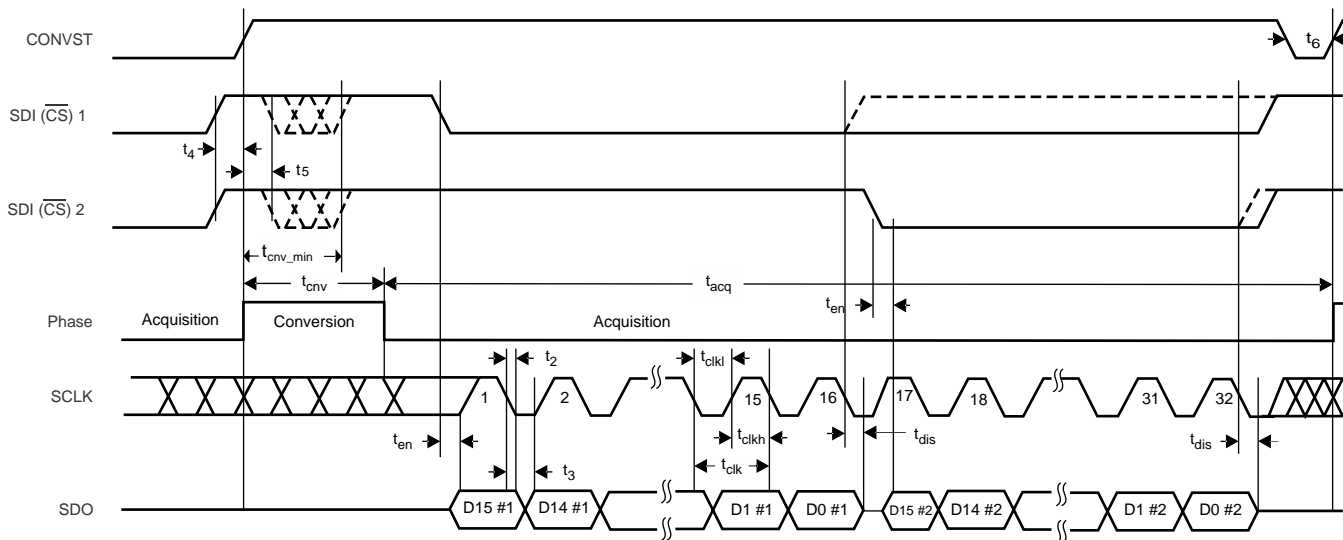 CONVST
t6
SDI (CS) 1
t4
t5
SDI (CS) 2
tcnv_min
tcnv
tacq
ten
Phase
Acquisition
Conversion
Acquisition
t2
tclkl
SCLK
1
2
15
16
17
18
31
32
ten
tclkh
tdis
tdis
t3
tclk
SDO
D15 #1
D14 #1
D1 #1
D0 #1
D15 #2
D14 #2
D1 #2
D0 #2